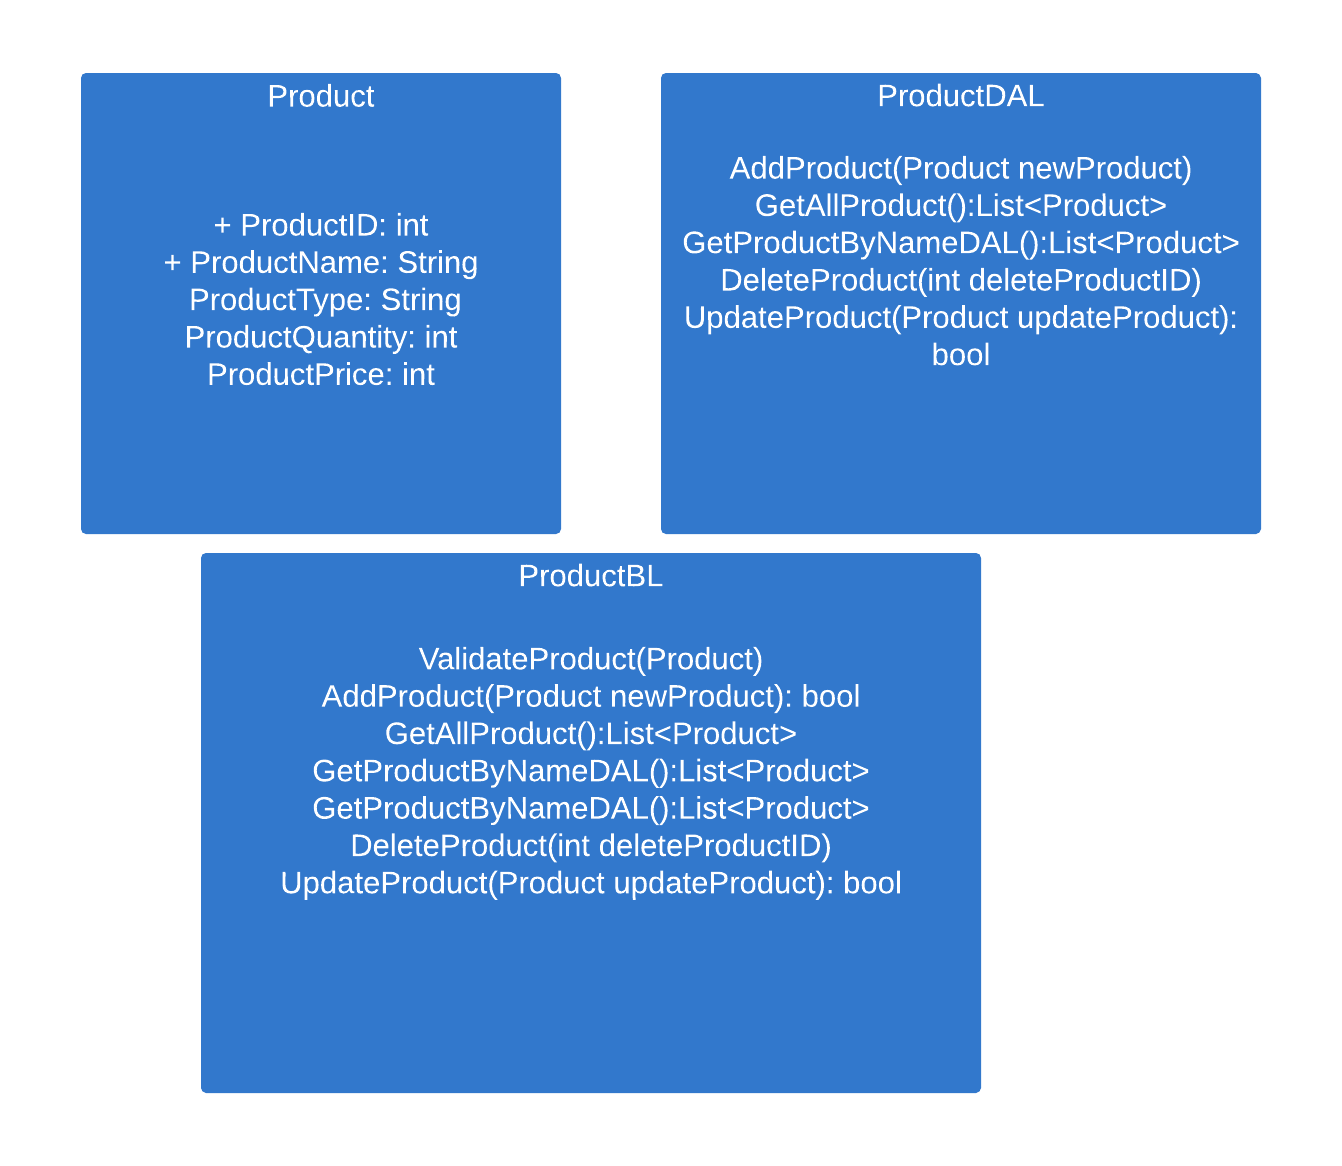 Product
+ ProductID: int
+ ProductName: String
ProductType: String
ProductQuantity: int
ProductPrice: int
ProductDAL
AddProduct(Product newProduct)
GetAllProduct():List<Product>
GetProductByNameDAL():List<Product>
DeleteProduct(int deleteProductID)
UpdateProduct(Product updateProduct):
bool
ProductBL
ValidateProduct(Product)
AddProduct(Product newProduct): bool
GetAllProduct():List<Product>
GetProductByNameDAL():List<Product>
GetProductByNameDAL():List<Product>
DeleteProduct(int deleteProductID)
UpdateProduct(Product updateProduct): bool